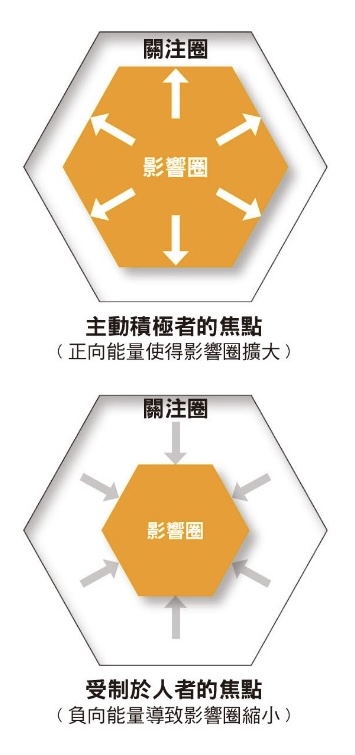 關注圈
影響圈
主動積極者的焦點
（正向能量使得影響圈擴大）
關注圈
影響圈
受制於人者的焦點
（負向能量導致影響圈縮小）